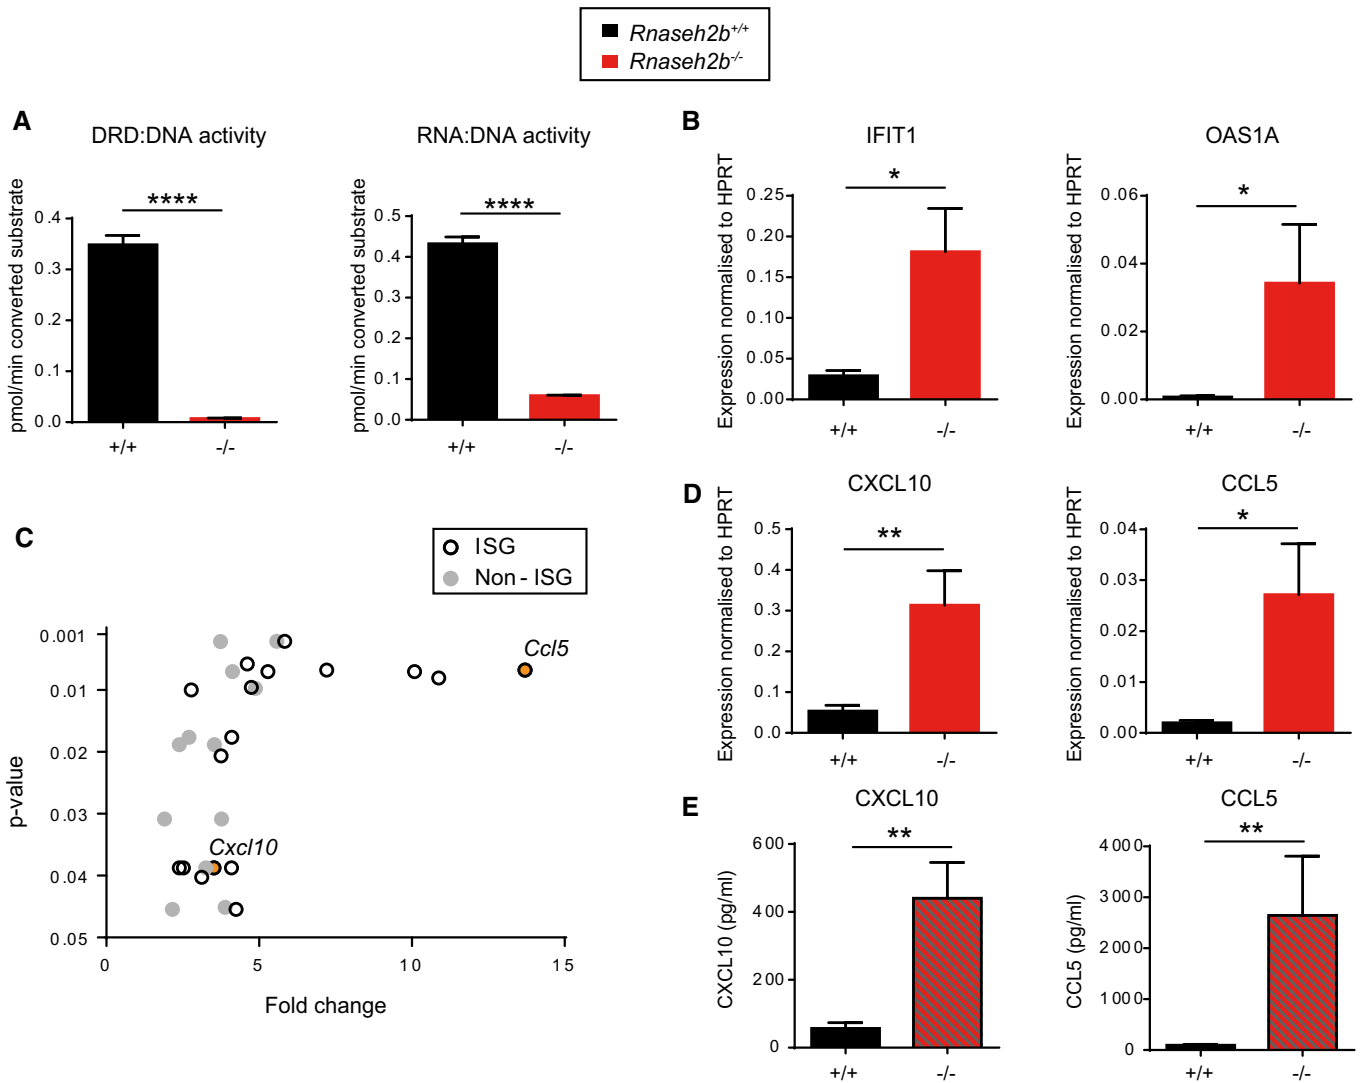 Rnaseh2b+/+
Rnaseh2b-/-
A
DRD:DNA activity
pmol/min converted substrate
0.4
0.3
0.2
0.1
0.0
****
+/+
-/-
RNA:DNA activity
pmol/min converted substrate
0.5
0.4
0.3
0.2
0.1
0.0
****
+/+
-/-
B
IFIT1
Expression normalised to HPRT
0.25
0.20
0.15
0.10
0.05
0.00
*
+/+
-/-
OAS1A
Expression normalised to HPRT
0.06
0.04
0.02
0.00
*
+/+
-/-
C
ISG
Non - ISG
p-value
0.001
0.01
0.02
0.03
0.04
0.05
Ccl5
Cxcl10
0
5
10
15
Fold change
D
CXCL10
Expression normalised to HPRT
0.5
0.4
0.3
0.2
0.1
0.0
**
+/+
-/-
CCL5
Expression normalised to HPRT
0.04
0.03
0.02
0.01
0.00
*
+/+
-/-
E
CXCL10
CXCL10 (pg/ml)
600
400
200
0
**
+/+
-/-
CCL5
CCL5 (pg/ml)
4000
3000
2000
1000
0
**
+/+
-/-